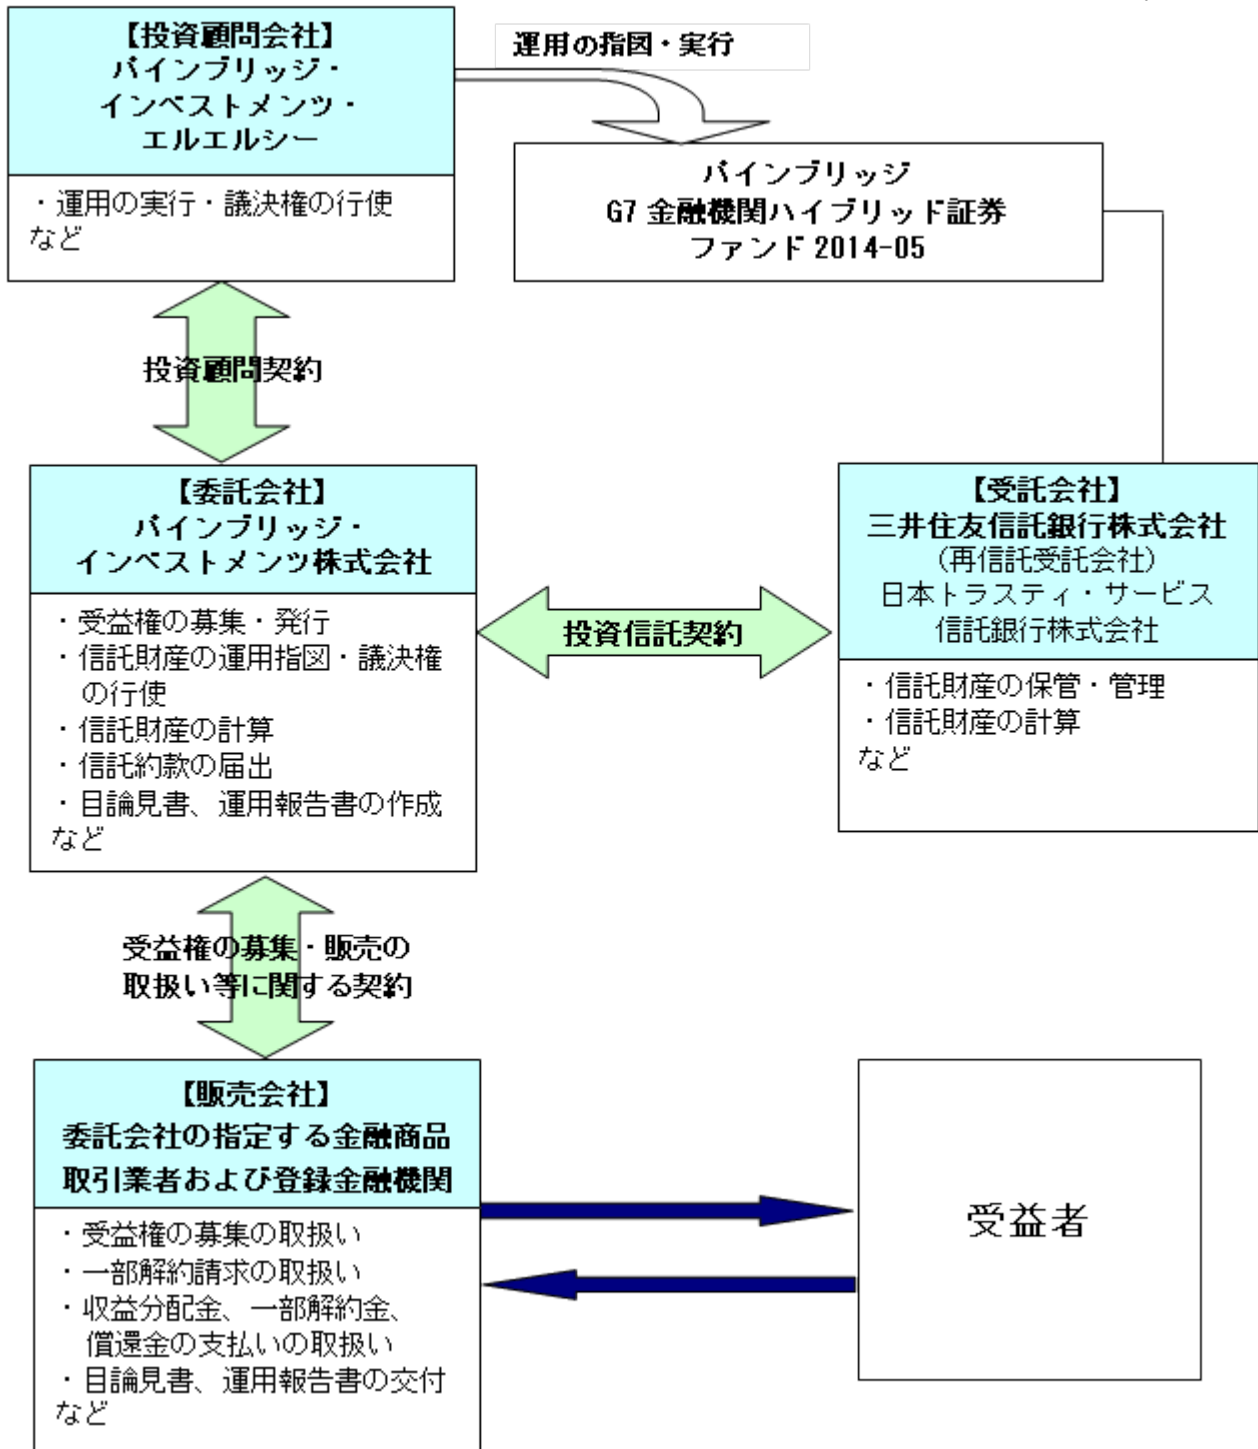 【投資顧問会社】
パインブリッジ・
インベストメンツ・
エルエルシー
・運用の実行・議決権の行使
など
運用の指図・実行
パインブリッジ
G7 金融機関ハイブリッド証券
ファンド 2014-05
投資顧問契約
【委託会社】
パインブリッジ・
インベストメンツ株式会社
・受益権の募集・発行
・信託財産の運用指図・議決権
の行使
・信託財産の計算
・信託約款の届出
・目論見書、運用報告書の作成
など
投資信託契約
【受託会社】
三井住友信託銀行株式会社
(再信託受託会社)
日本トラスティ・サービス
信託銀行株式会社
・信託財産の保管・管理
・信託財産の計算
など
受益権の募集・販売の
取扱い等に関する契約
【販売会社】
委託会社の指定する金融商品
取引業者および登録金融機関
・受益権の募集の取扱い
・一部解約請求の取扱い
・収益分配金、一部解約金、
償還金の支払いの取扱い
・目論見書、運用報告書の交付
など
受益者